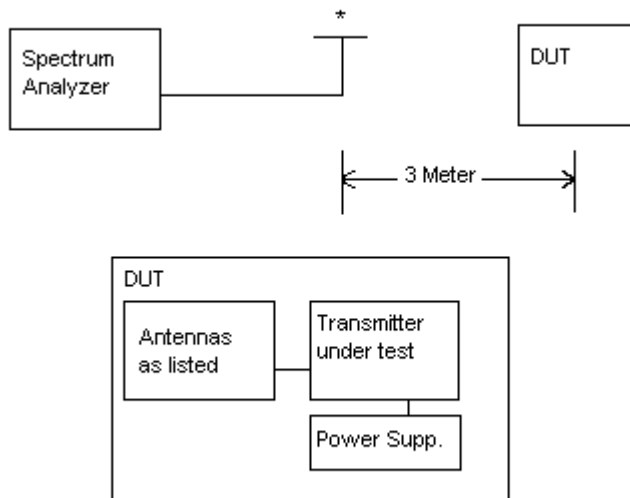 *
Spectrum
Analyzer
DUT
3 Meter
DUT
Antennas
as listed
Transmitter
under test
Power Supp.